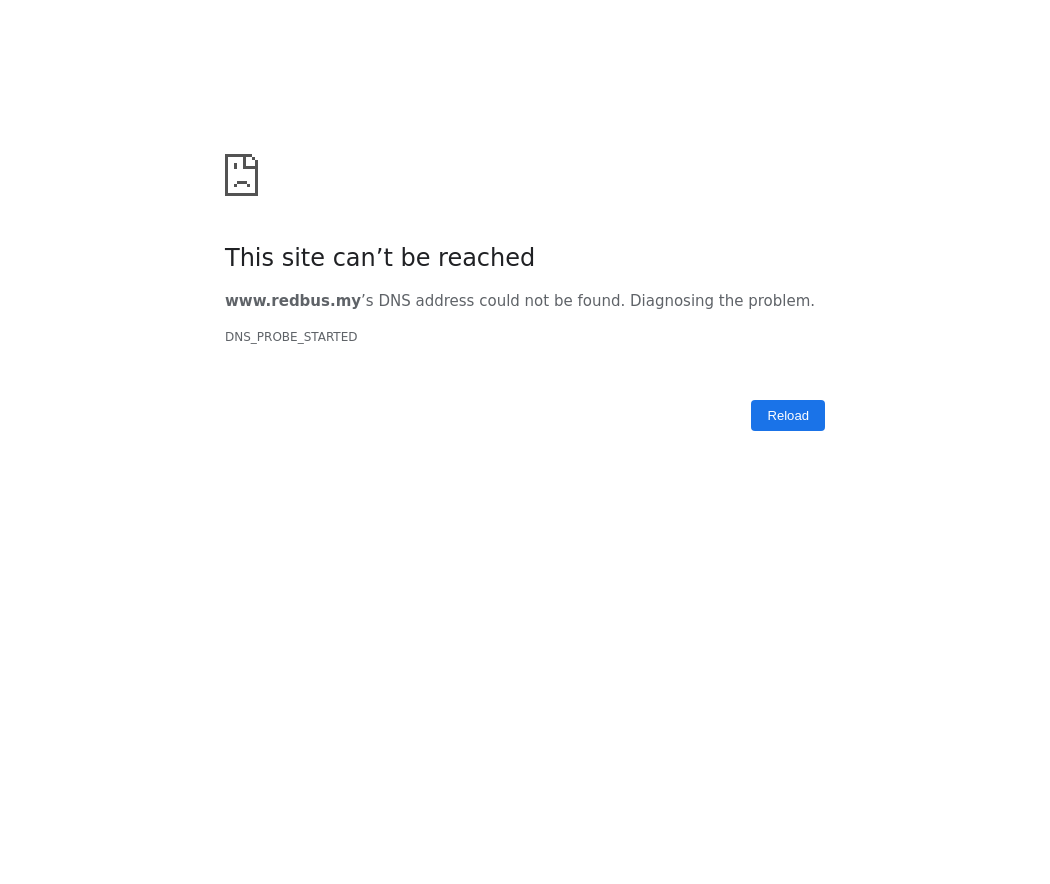 This site can’t be reached
www.redbus.my’s DNS address could not be found. Diagnosing the problem.
DNS_PROBE_STARTED
Reload